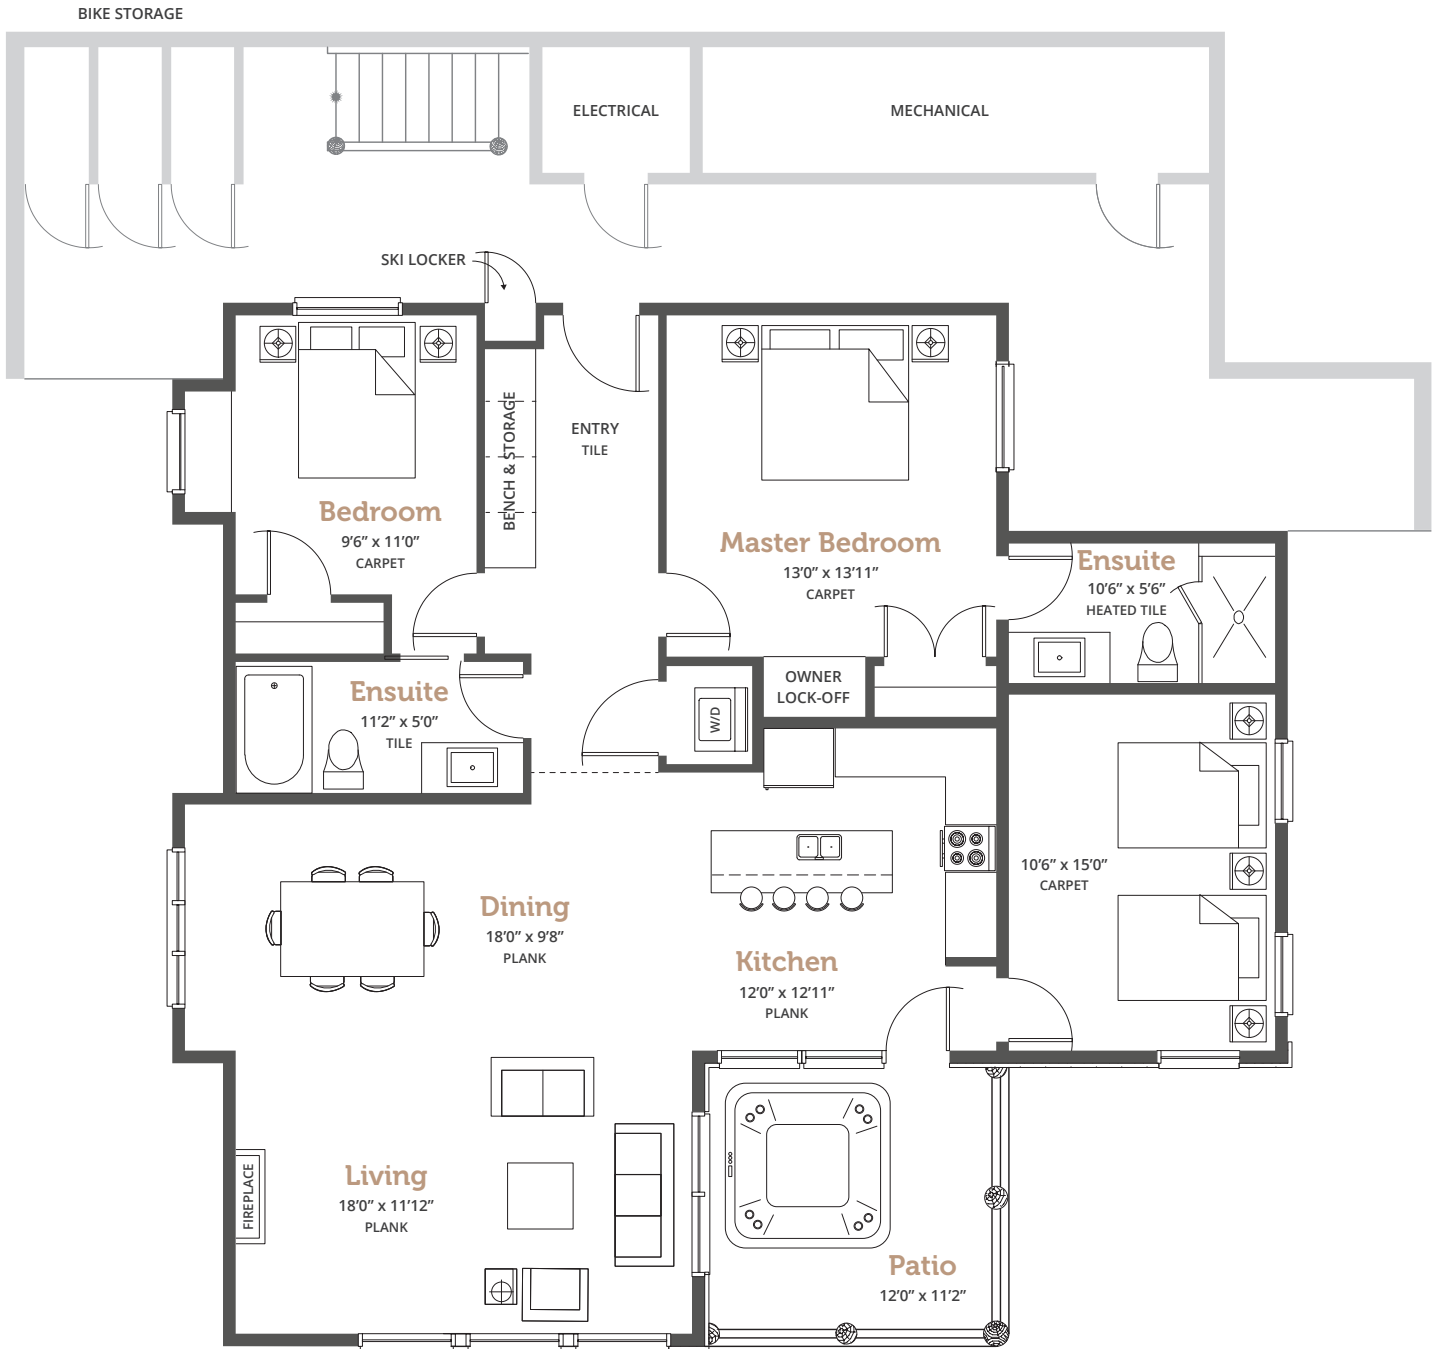 BIKE STORAGE
ELECTRICAL
MECHANICAL
SKI LOCKER
BENCH & STORAGE
ENTRY
TILE
Bedroom
9’6” x 11’0”
CARPET
Master Bedroom
13’0” x 13’11”
CARPET
Ensuite
10’6” x 5’6”
HEATED TILE
Ensuite
11’2” x 5’0”
TILE
W/D
OWNER
LOCK-OFF
10’6” x 15’0”
CARPET
Dining
18’0” x 9’8”
PLANK
Kitchen
12’0” x 12’11”
PLANK
FIREPLACE
Living
18’0” x 11’12”
PLANK
Patio
12’0” x 11’2”